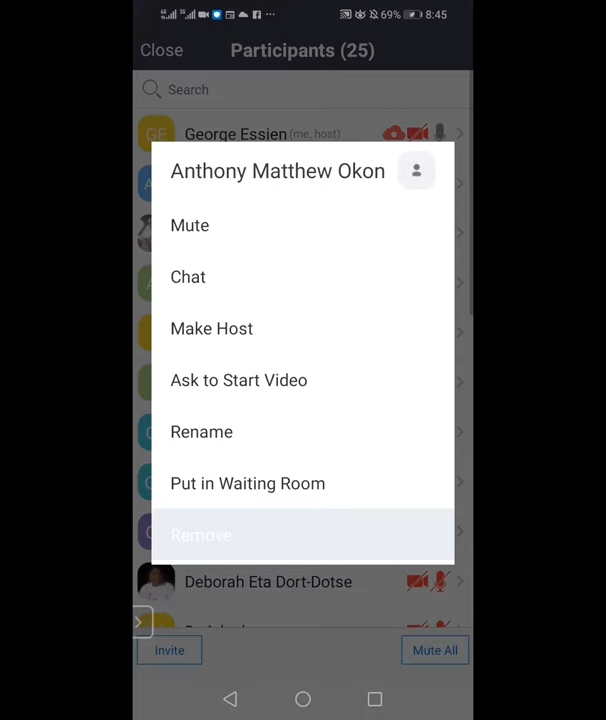 69% 8:45
Close Participants (25)
Search
GE George Essien (me, host)
Anthony Matthew Okon
Mute
Chat
Make Host
Ask to Start Video
Rename
Put in Waiting Room
Remove
Deborah Eta Dort-Dotse
Invite Mute All